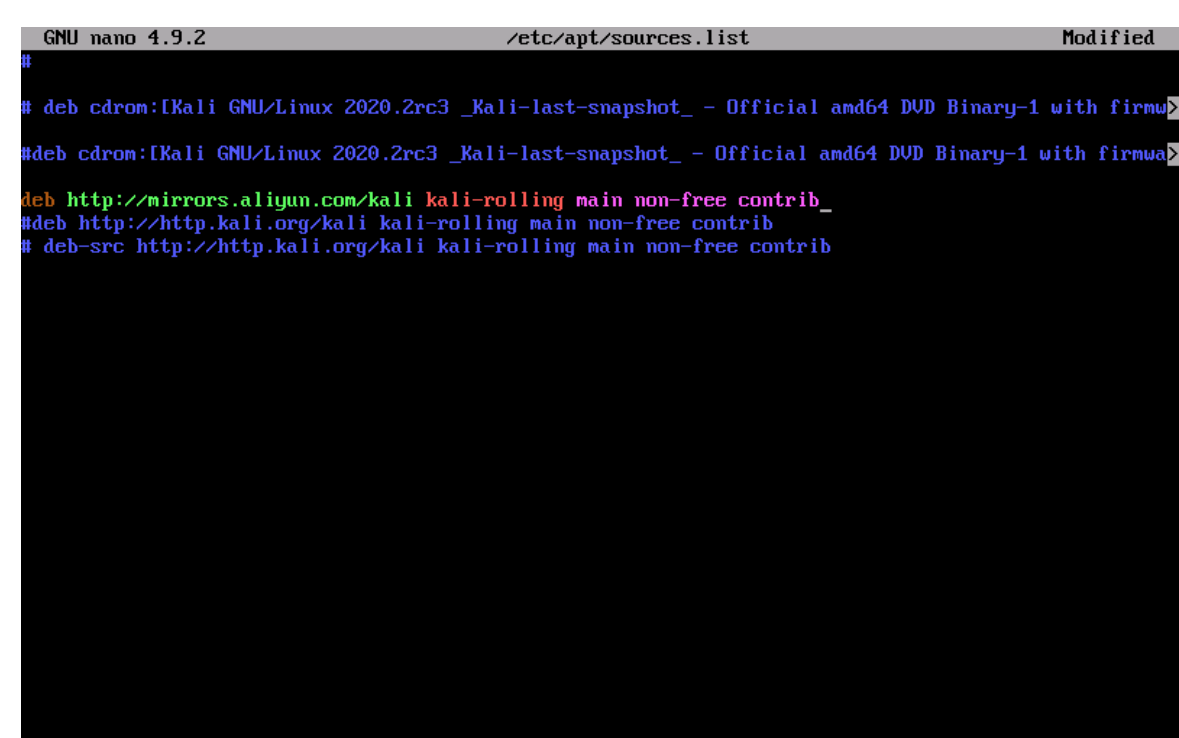 GNU nano 4.9.2 /etc/apt/sources.list Modified
#
# deb cdrom:[Kali GNU/Linux 2020.2rc3 _Kali-last-snapshot_ - Official amd64 DVD Binary-1 with firmw>
#deb cdrom:[Kali GNU/Linux 2020.2rc3 _Kali-last-snapshot_ - Official amd64 DVD Binary-1 with firmwa>
deb http://mirrors.aliyun.com/kali kali-rolling main non-free contrib_
#deb http://http.kali.org/kali kali-rolling main non-free contrib
# deb-src http://http.kali.org/kali kali-rolling main non-free contrib